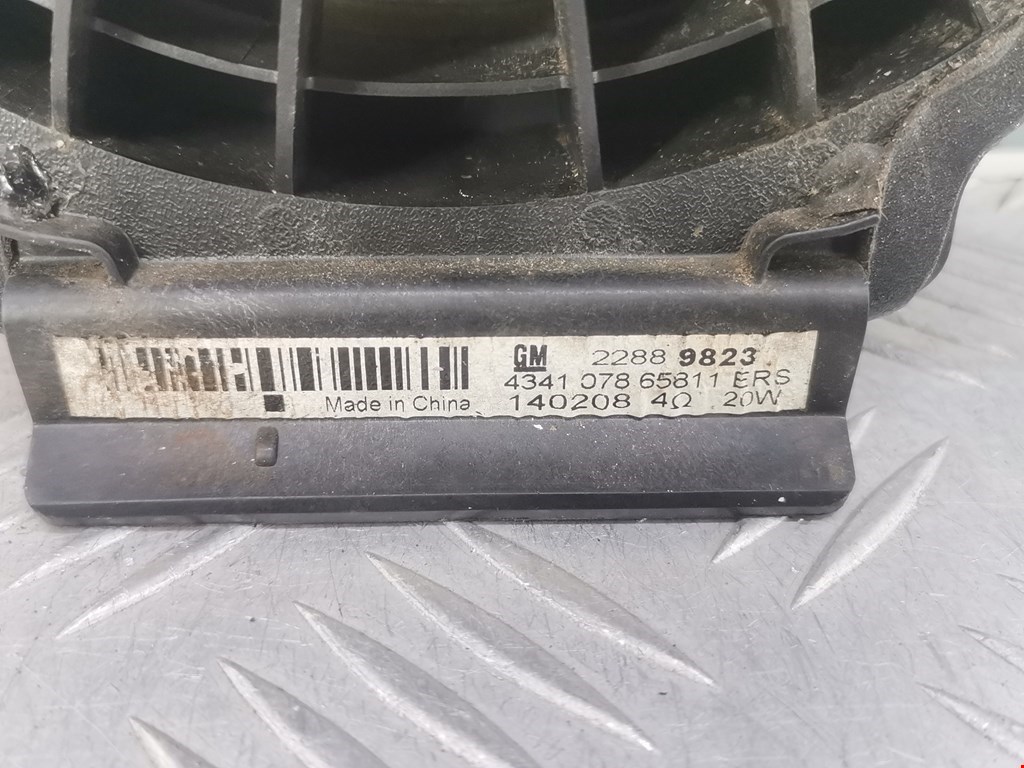 GM 2288 9823
4341 078 65811 ERS
Made in China 140208 4Ω 20W